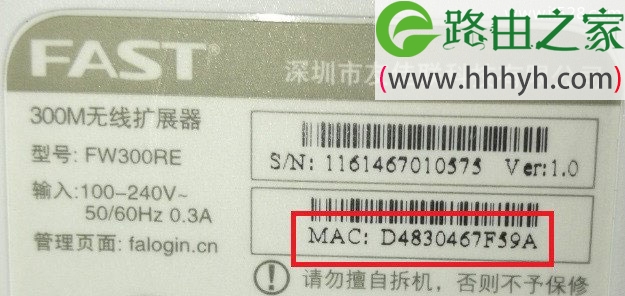 路由之家
www.hhhyh.com
FAST®
深圳市
300M无线扩展器
型号: FW300RE
输入:100-240V~
50/60Hz 0.3A
管理页面: falogin.cn
S/N: 1161467010575 Ver:1.0
MAC: D4830467F59A
请勿擅自拆机，否则不予保修